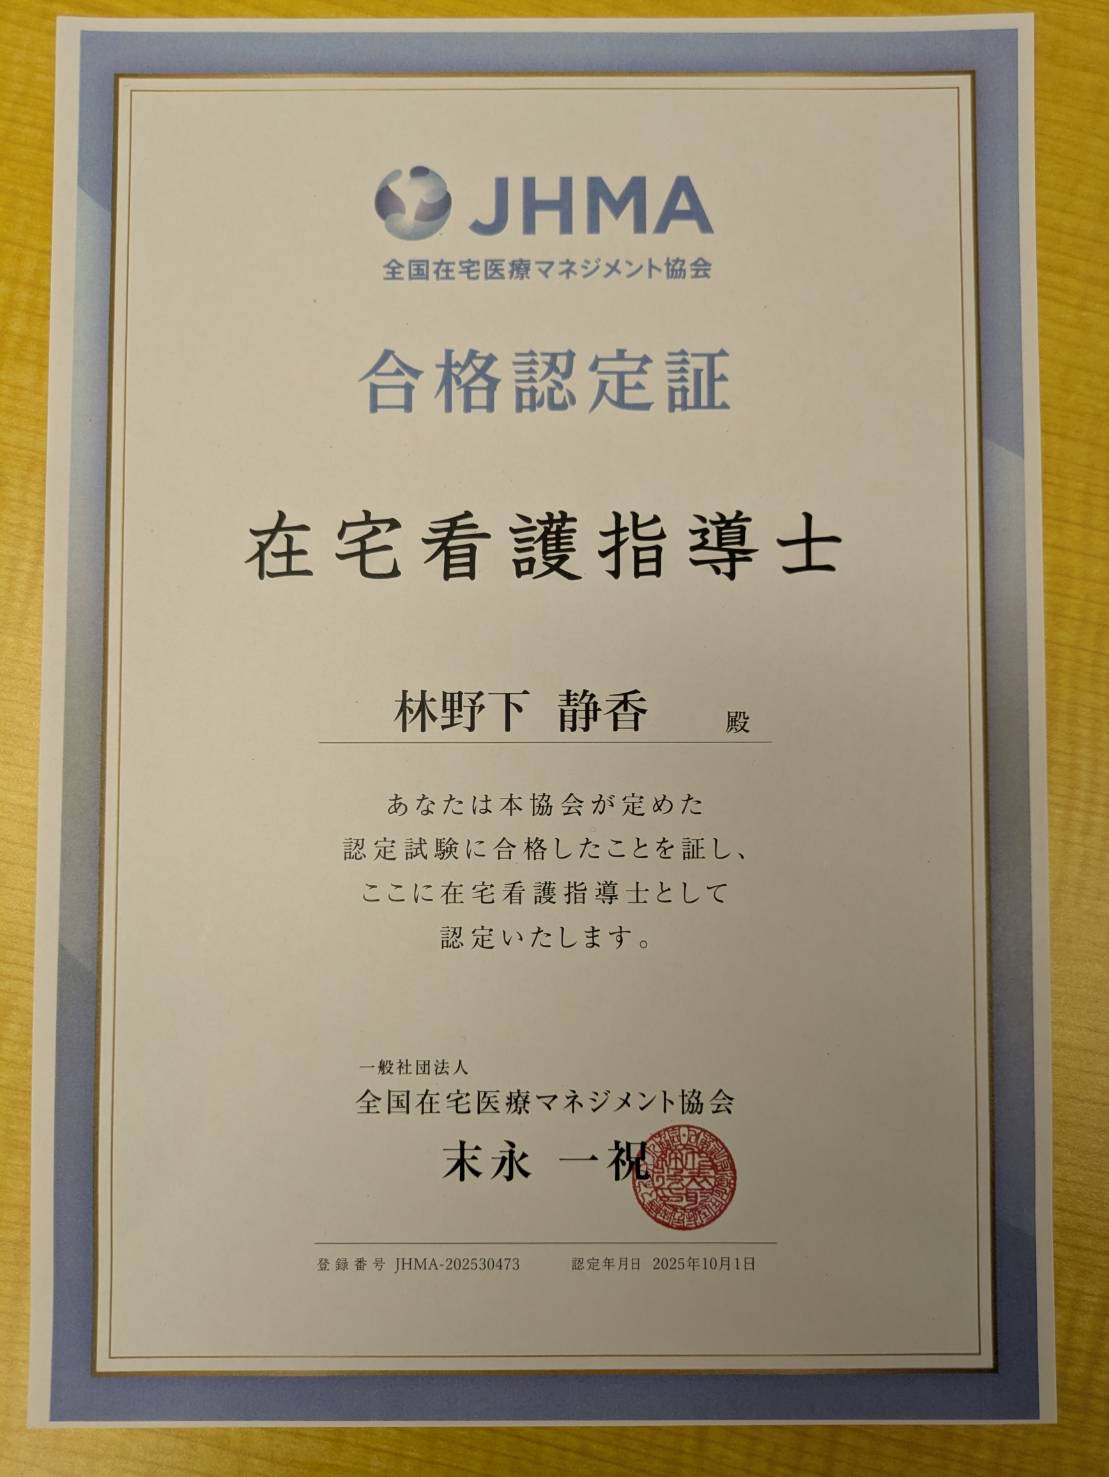 JHMA
全国在宅医療マネジメント協会
合格認定証
在宅看護指導士
林野下 静香 殿
あなたは本協会が定めた
認定試験に合格したことを証し、
ここに在宅看護指導士として
認定いたします。
一般社団法人
全国在宅医療マネジメント協会
末永 一祝
登録番号 JHMA-202530473 認定年月日 2025年10月1日